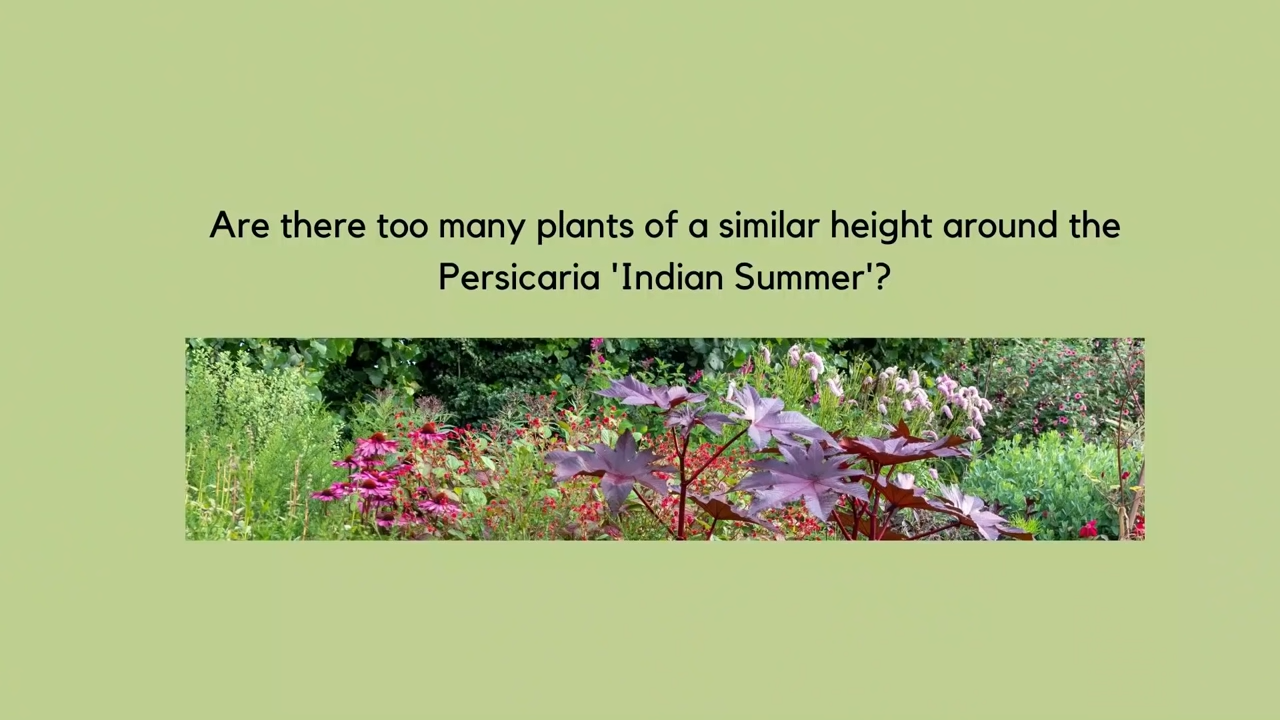 Are there too many plants of a similar height around the
Persicaria 'Indian Summer'?